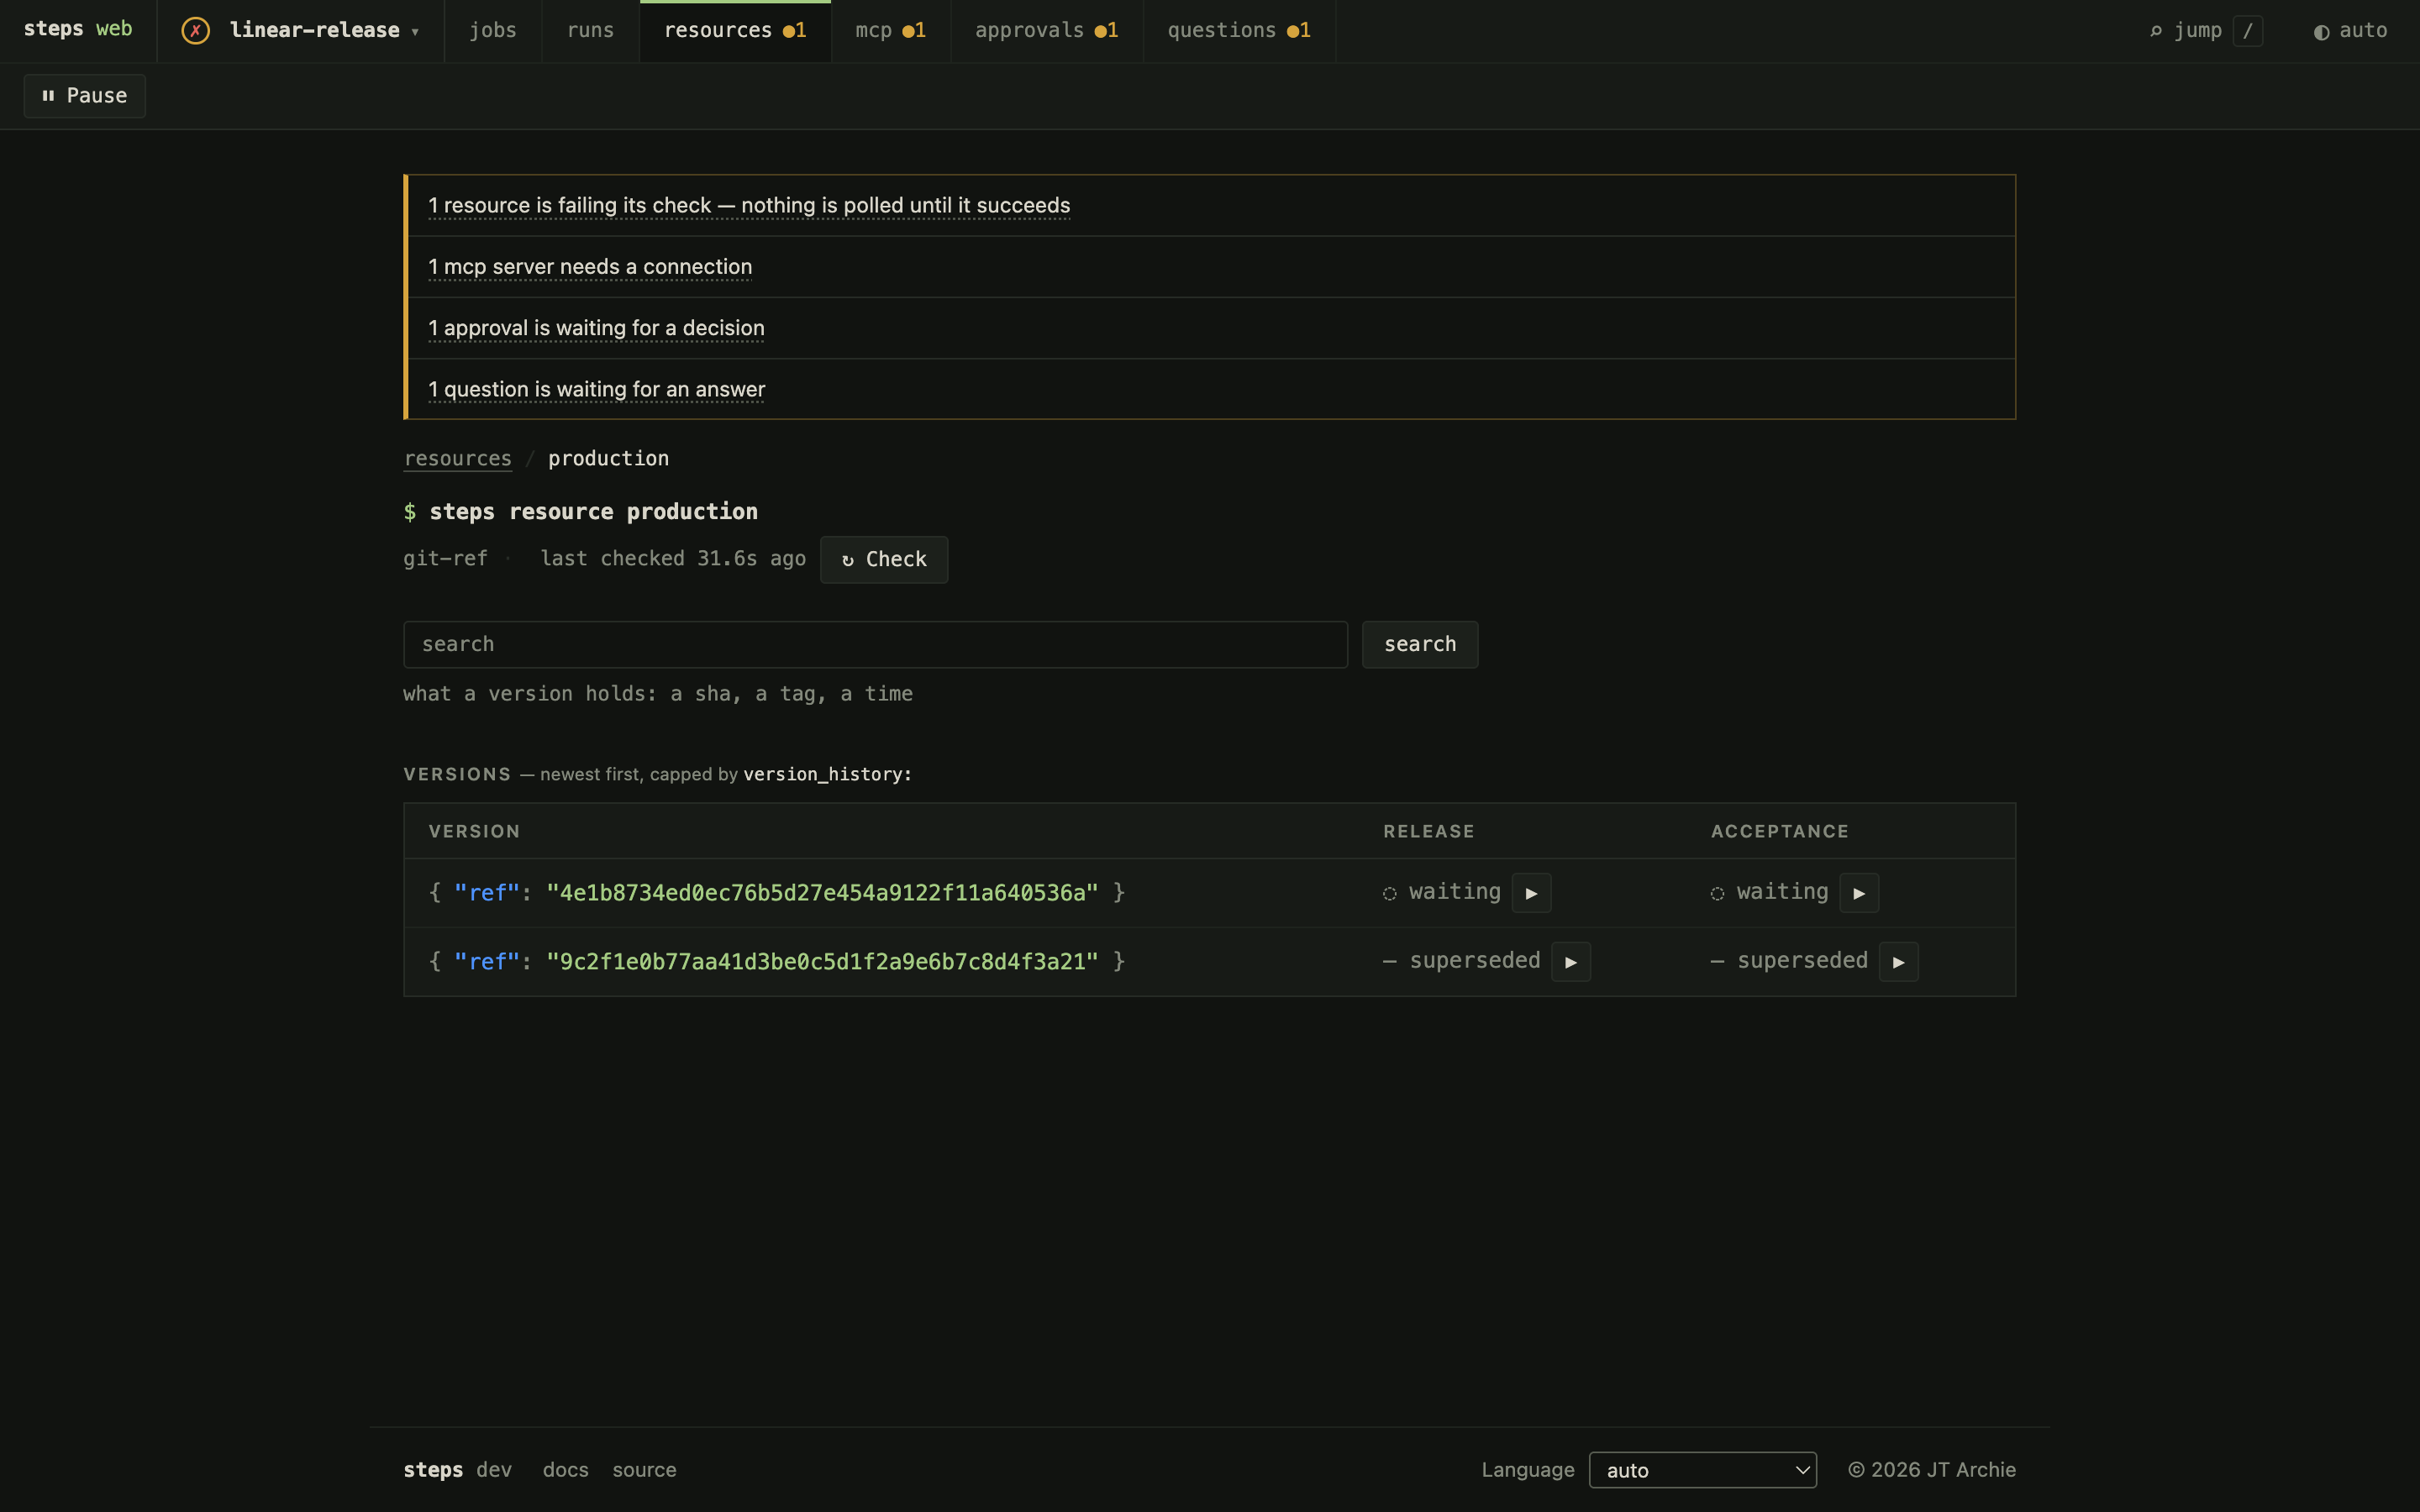 steps web ✗ linear-release ▾ jobs runs resources ●1 mcp ●1 approvals ●1 questions ●1 ⌕ jump / ◐ auto
⏸ Pause
1 resource is failing its check — nothing is polled until it succeeds
1 mcp server needs a connection
1 approval is waiting for a decision
1 question is waiting for an answer
resources / production
$ steps resource production
git-ref · last checked 31.6s ago ↻ Check
search search
what a version holds: a sha, a tag, a time
VERSIONS — newest first, capped by version_history:
VERSION RELEASE ACCEPTANCE
{ "ref": "4e1b8734ed0ec76b5d27e454a9122f11a640536a" } ◌ waiting ▶ ◌ waiting ▶
{ "ref": "9c2f1e0b77aa41d3be0c5d1f2a9e6b7c8d4f3a21" } — superseded ▶ — superseded ▶
steps dev docs source Language auto © 2026 JT Archie